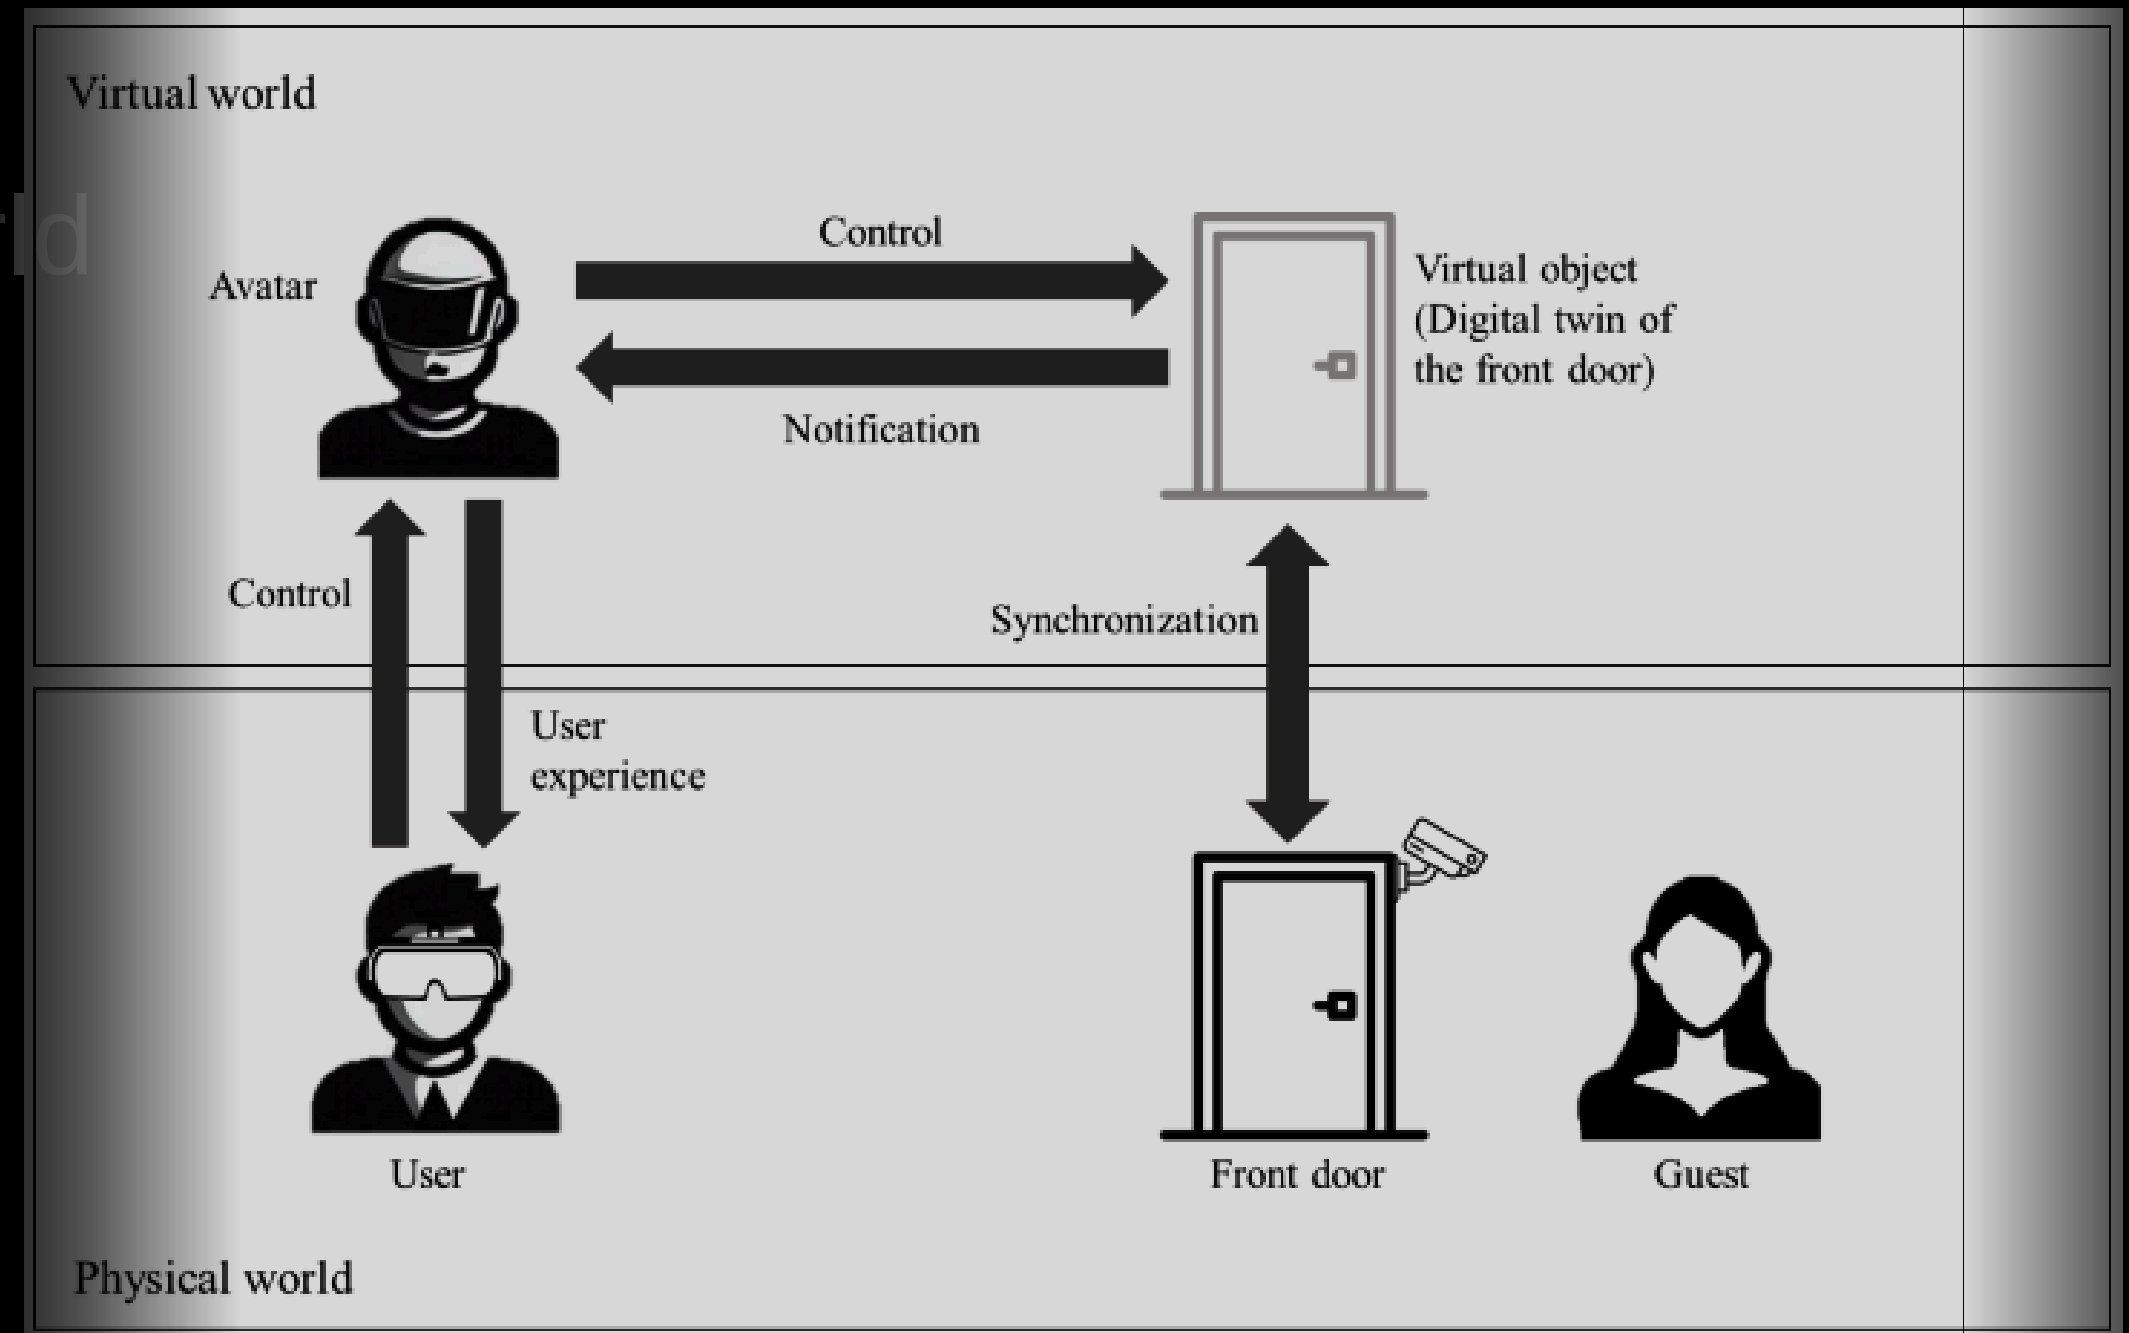 Virtual world
Control
Avatar
Virtual object
(Digital twin of
the front door)
Notification
Control
Synchronization
User
experience
User
Front door
Guest
Physical world